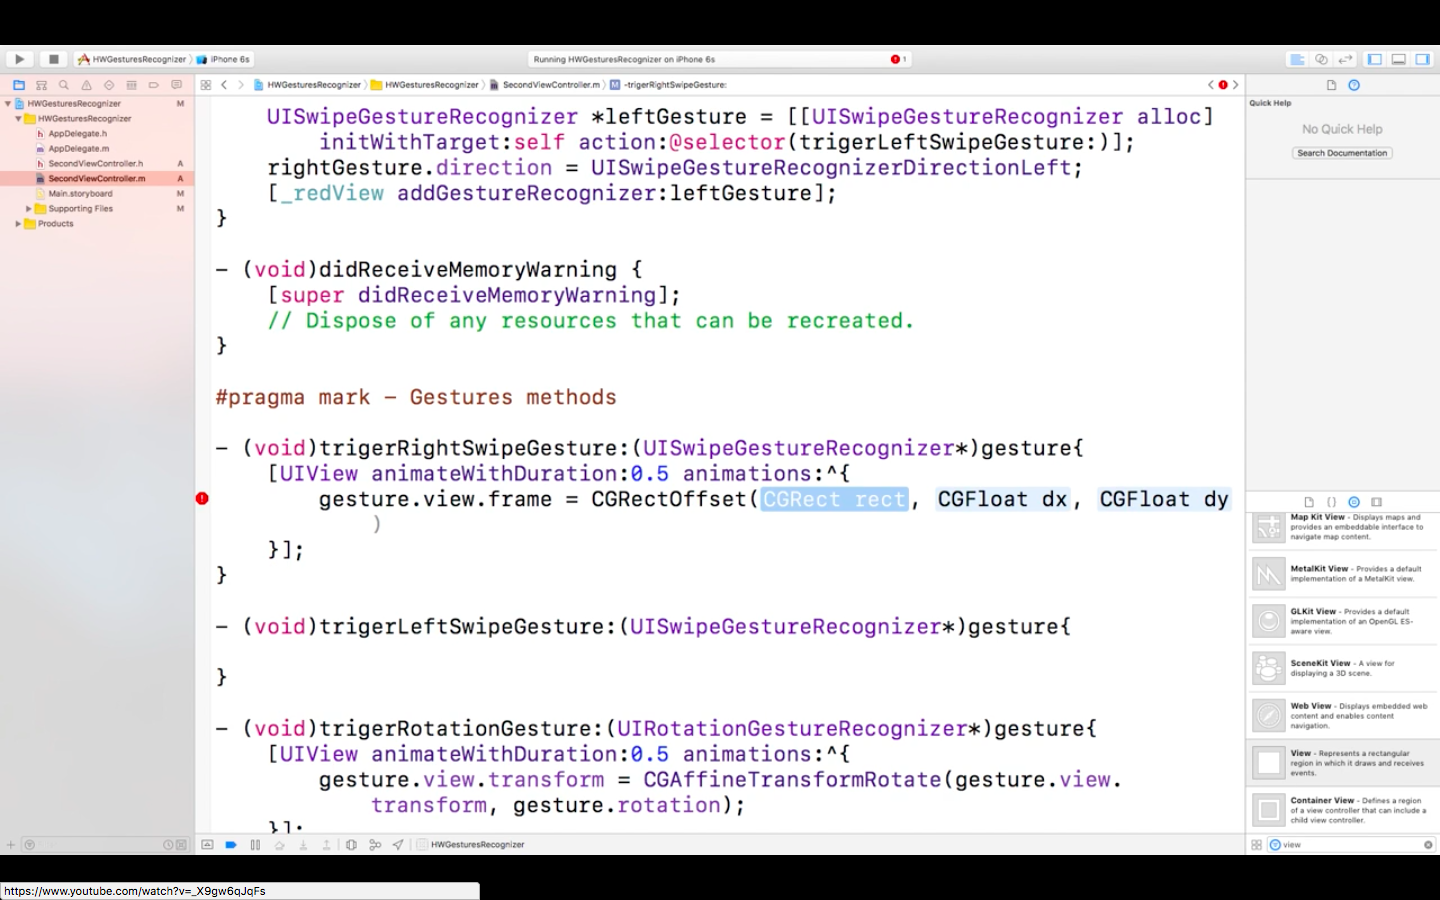 HWGesturesRecognizer
iPhone 6s
Running HWGesturesRecognizer on iPhone 6s
1
HWGesturesRecognizer
HWGesturesRecognizer
SecondViewController.m
M
-trigerRightSwipeGesture:
HWGesturesRecognizer M
HWGesturesRecognizer
h AppDelegate.h
m AppDelegate.m
h SecondViewController.h A
m SecondViewController.m A
Main.storyboard M
Supporting Files M
Products
UISwipeGestureRecognizer *leftGesture = [[UISwipeGestureRecognizer alloc]
initWithTarget:self action:@selector(trigerLeftSwipeGesture:)];
rightGesture.direction = UISwipeGestureRecognizerDirectionLeft;
[_redView addGestureRecognizer:leftGesture];
}
- (void)didReceiveMemoryWarning {
[super didReceiveMemoryWarning];
// Dispose of any resources that can be recreated.
}
#pragma mark - Gestures methods
- (void)trigerRightSwipeGesture:(UISwipeGestureRecognizer*)gesture{
[UIView animateWithDuration:0.5 animations:^{
gesture.view.frame = CGRectOffset(CGRect rect, CGFloat dx, CGFloat dy
)
}];
}
- (void)trigerLeftSwipeGesture:(UISwipeGestureRecognizer*)gesture{
}
- (void)trigerRotationGesture:(UIRotationGestureRecognizer*)gesture{
[UIView animateWithDuration:0.5 animations:^{
gesture.view.transform = CGAffineTransformRotate(gesture.view.
transform, gesture.rotation);
}];
HWGesturesRecognizer
Quick Help
No Quick Help
Search Documentation
Map Kit View - Displays maps and
provides an embeddable interface to
navigate map content.
MetalKit View - Provides a default
implementation of a MetalKit view.
GLKit View - Provides a default
implementation of an OpenGL ES-
aware view.
SceneKit View - A view for
displaying a 3D scene.
Web View - Displays embedded web
content and enables content
navigation.
View - Represents a rectangular
region in which it draws and receives
events.
Container View - Defines a region
of a view controller that can include a
child view controller.
view
https://www.youtube.com/watch?v=_X9gw6qJqFs